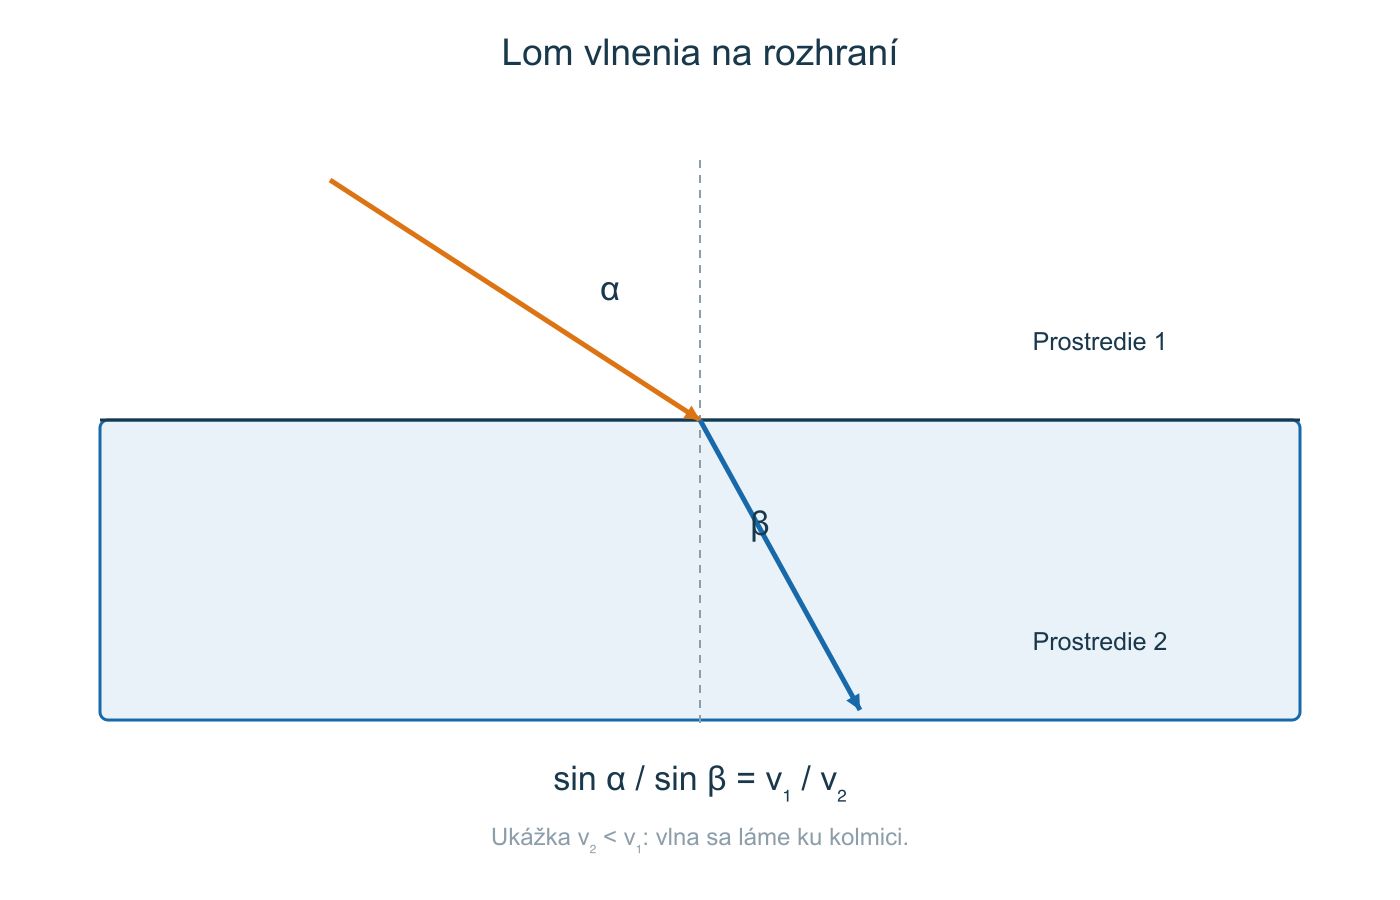 Lom vlnenia na rozhraní
α
Prostredie 1
β
Prostredie 2
sin α / sin β = v₁ / v₂
Ukážka v₂ < v₁: vlna sa láme ku kolmici.